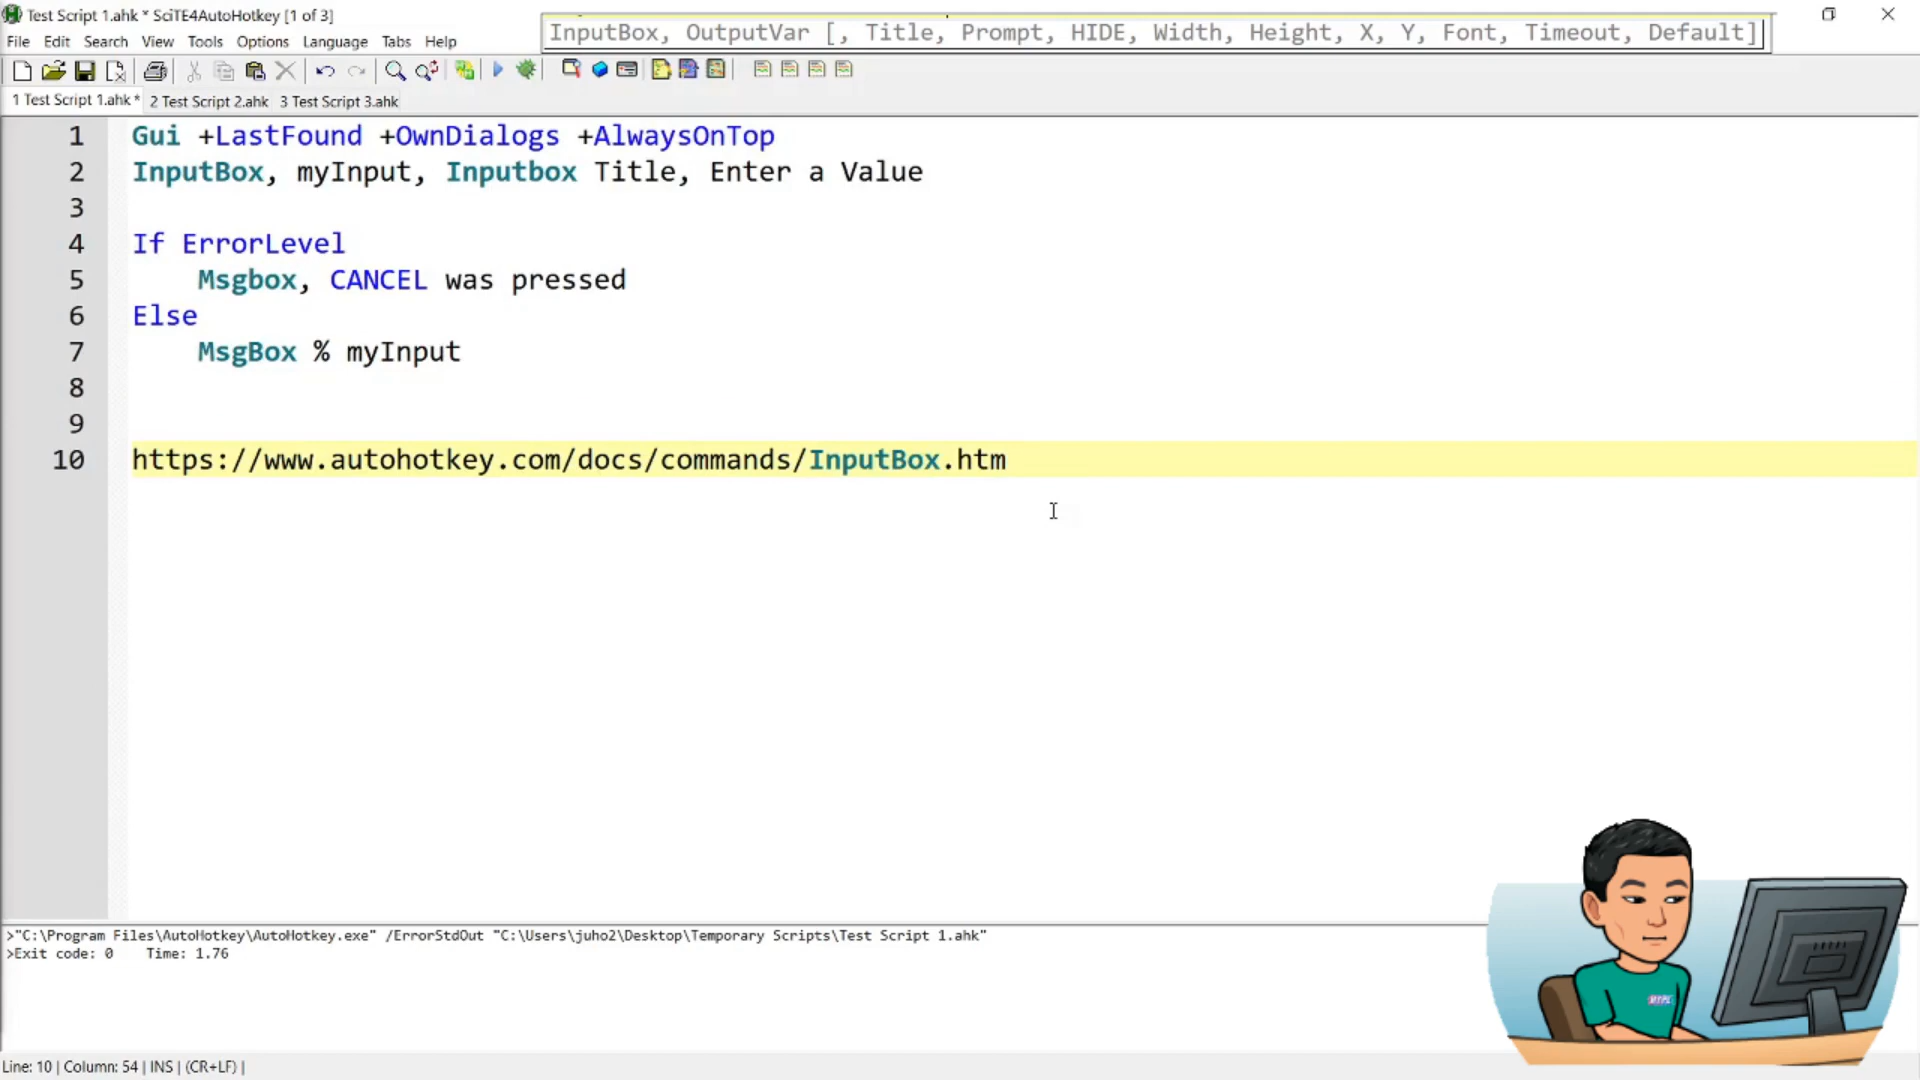 Test Script 1.ahk * SciTE4AutoHotkey [1 of 3]
InputBox, OutputVar [, Title, Prompt, HIDE, Width, Height, X, Y, Font, Timeout, Default]
File Edit Search View Tools Options Language Tabs Help
1 Test Script 1.ahk * 2 Test Script 2.ahk 3 Test Script 3.ahk
1 Gui +LastFound +OwnDialogs +AlwaysOnTop
2 InputBox, myInput, Inputbox Title, Enter a Value
3
4 If ErrorLevel
5 Msgbox, CANCEL was pressed
6 Else
7 MsgBox % myInput
8
9
10 https://www.autohotkey.com/docs/commands/InputBox.htm
>"C:\Program Files\AutoHotkey\AutoHotkey.exe" /ErrorStdOut "C:\Users\juho2\Desktop\Temporary Scripts\Test Script 1.ahk"
>Exit code: 0 Time: 1.76
Line: 10 | Column: 54 | INS | (CR+LF) |